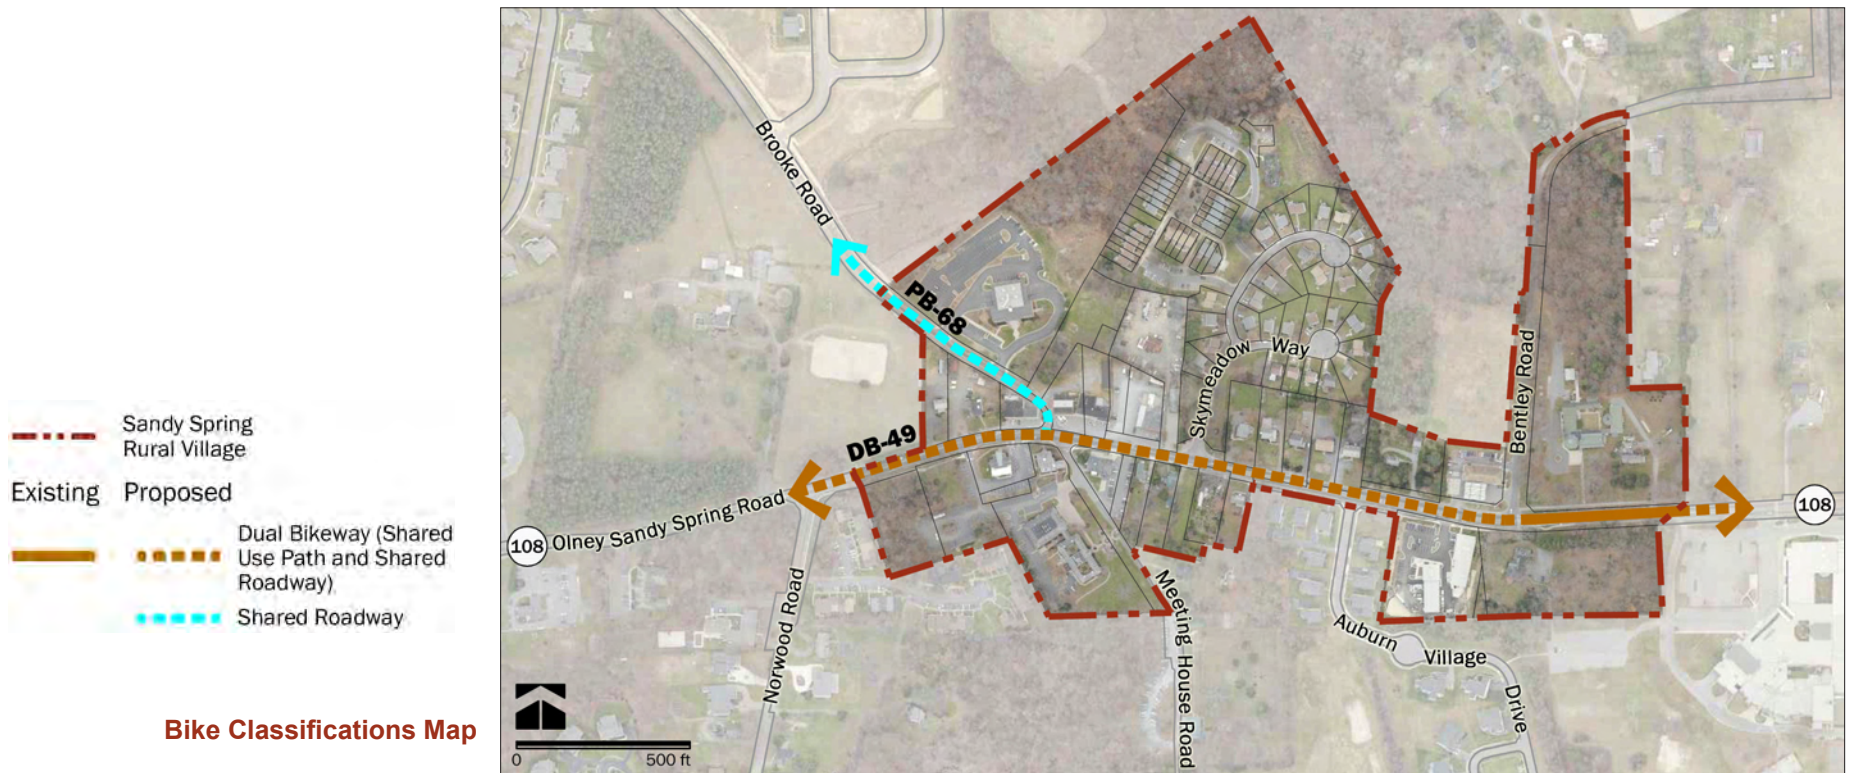 Sandy Spring
Rural Village
Existing
Proposed
Dual Bikeway (Shared
Use Path and Shared
Roadway)
Shared Roadway
Bike Classifications Map
Brooke Road
PB-68
DB-49
Skymeadow Way
Bentley Road
108
Olney Sandy Spring Road
108
Norwood Road
Meeting House Road
Auburn Village Drive
0
500 ft